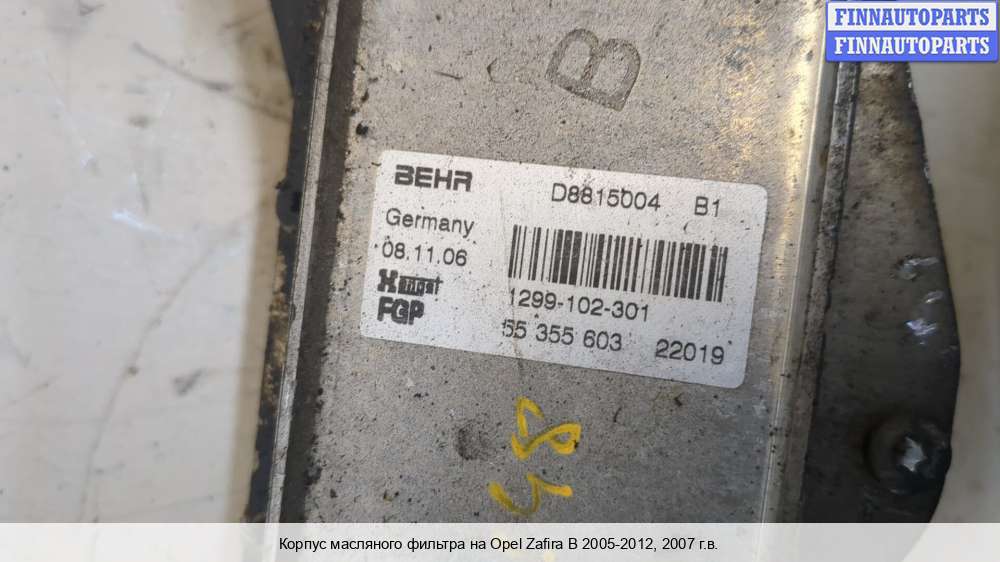 FINNAUTOPARTS
FINNAUTOPARTS
B
BEHR D8815004 B1
Germany
08.11.06
Hengst
1299-102-301
FGP
55 355 603 22019
Корпус масляного фильтра на Opel Zafira B 2005-2012, 2007 г.в.